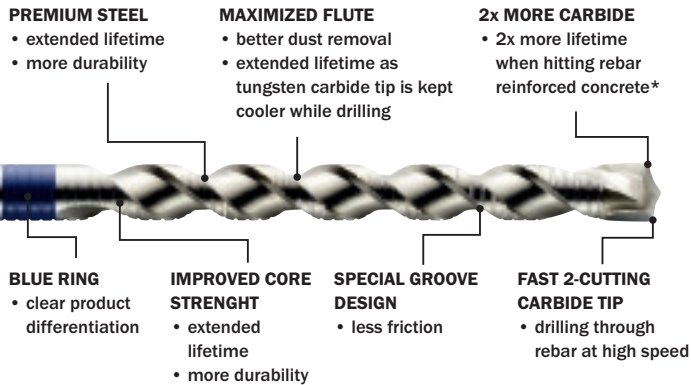 PREMIUM STEEL
• extended lifetime
• more durability
MAXIMIZED FLUTE
• better dust removal
• extended lifetime as
tungsten carbide tip is kept
cooler while drilling
2x MORE CARBIDE
• 2x more lifetime
when hitting rebar
reinforced concrete*
BLUE RING
• clear product
differentiation
IMPROVED CORE
STRENGHT
• extended
lifetime
• more durability
SPECIAL GROOVE
DESIGN
• less friction
FAST 2-CUTTING
CARBIDE TIP
• drilling through
rebar at high speed